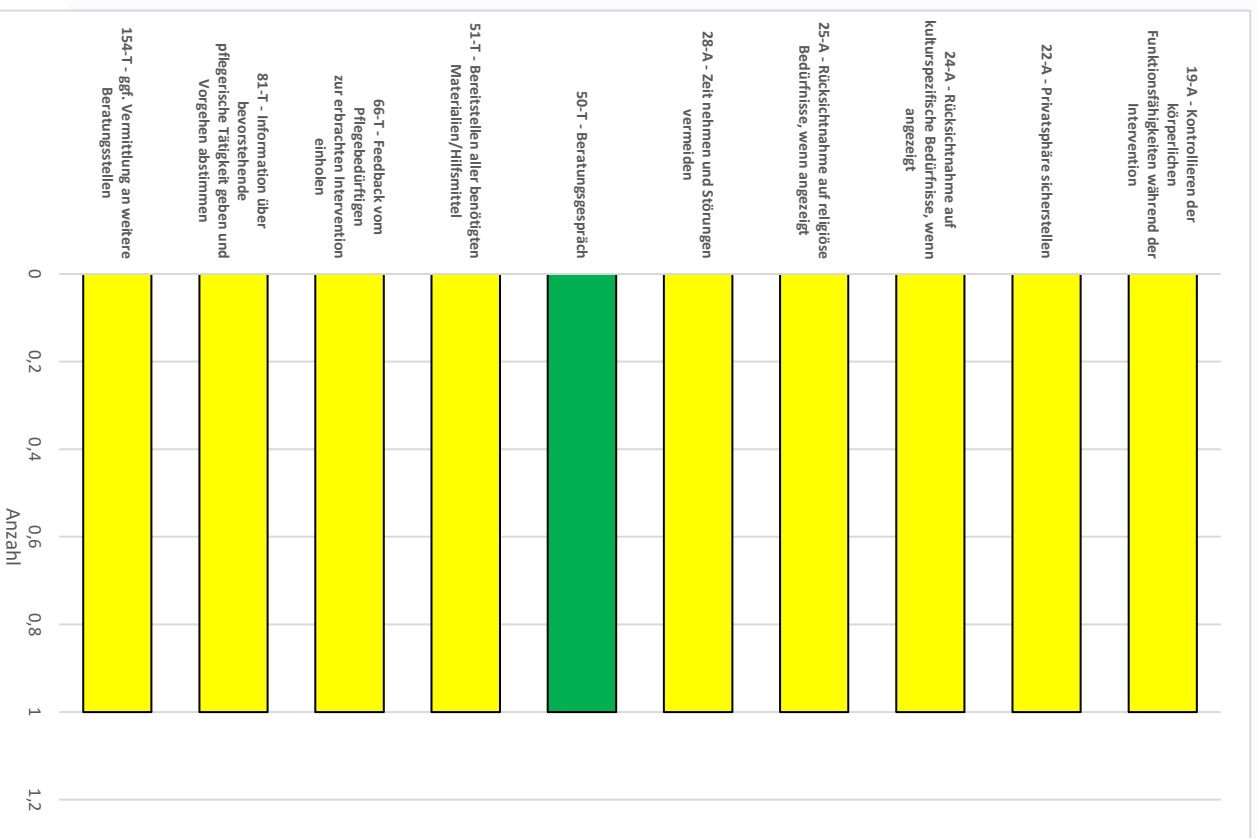 19-A - Kontrollieren der
körperlichen
Funktionsfähigkeiten während der
Intervention
22-A - Privatsphäre sicherstellen
24-A - Rücksichtnahme auf
kulturspezifische Bedürfnisse, wenn
angezeigt
25-A - Rücksichtnahme auf religiöse
Bedürfnisse, wenn angezeigt
28-A - Zeit nehmen und Störungen
vermeiden
50-T - Beratungsgespräch
51-T - Bereitstellen aller benötigten
Materialien/Hilfsmittel
66-T - Feedback vom
Pflegebedürftigen
zur erbrachten Intervention
einholen
81-T - Information über
bevorstehende
pflegerische Tätigkeit geben und
Vorgehen abstimmen
154-T - ggf. Vermittlung an weitere
Beratungsstellen
0 0,2 0,4 0,6 0,8 1 1,2
Anzahl